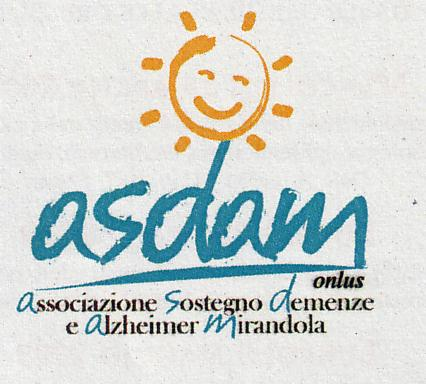 asdam
onlus
associazione Sostegno demenze
e alzheimer Mirandola